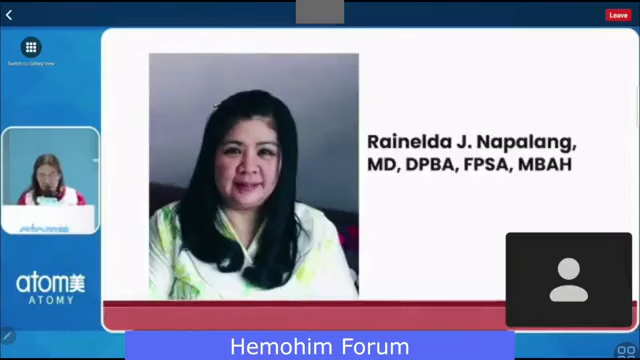 Leave
Switch to Gallery View
Rainelda J. Napalang,
MD, DPBA, FPSA, MBAH
atom美
ATOMY
Hemohim Forum